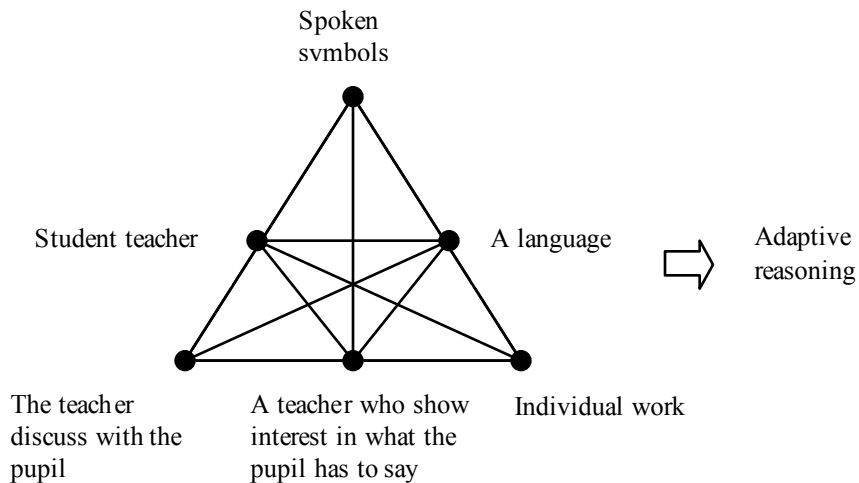 Spoken
svmbols
Student teacher
A language
Adaptive
reasoning
The teacher
discuss with the
pupil
A teacher who show
interest in what the
pupil has to say
Individual work